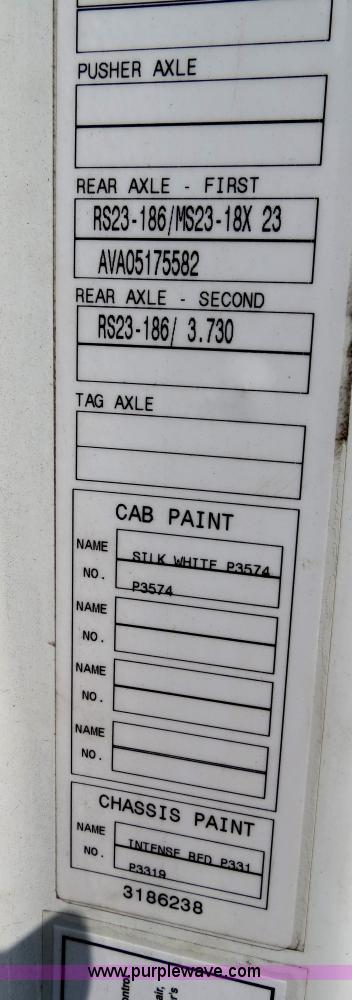 PUSHER AXLE
REAR AXLE - FIRST
RS23-186/MS23-18X 23
AVA05175582
REAR AXLE - SECOND
RS23-186/ 3.730
TAG AXLE
CAB PAINT
NAME SILK WHITE P3574
NO. P3574
NAME
NO.
NAME
NO.
NAME
NO.
CHASSIS PAINT
NAME INTENSE RED P331
NO. P3319
3186238
www.purplewave.com